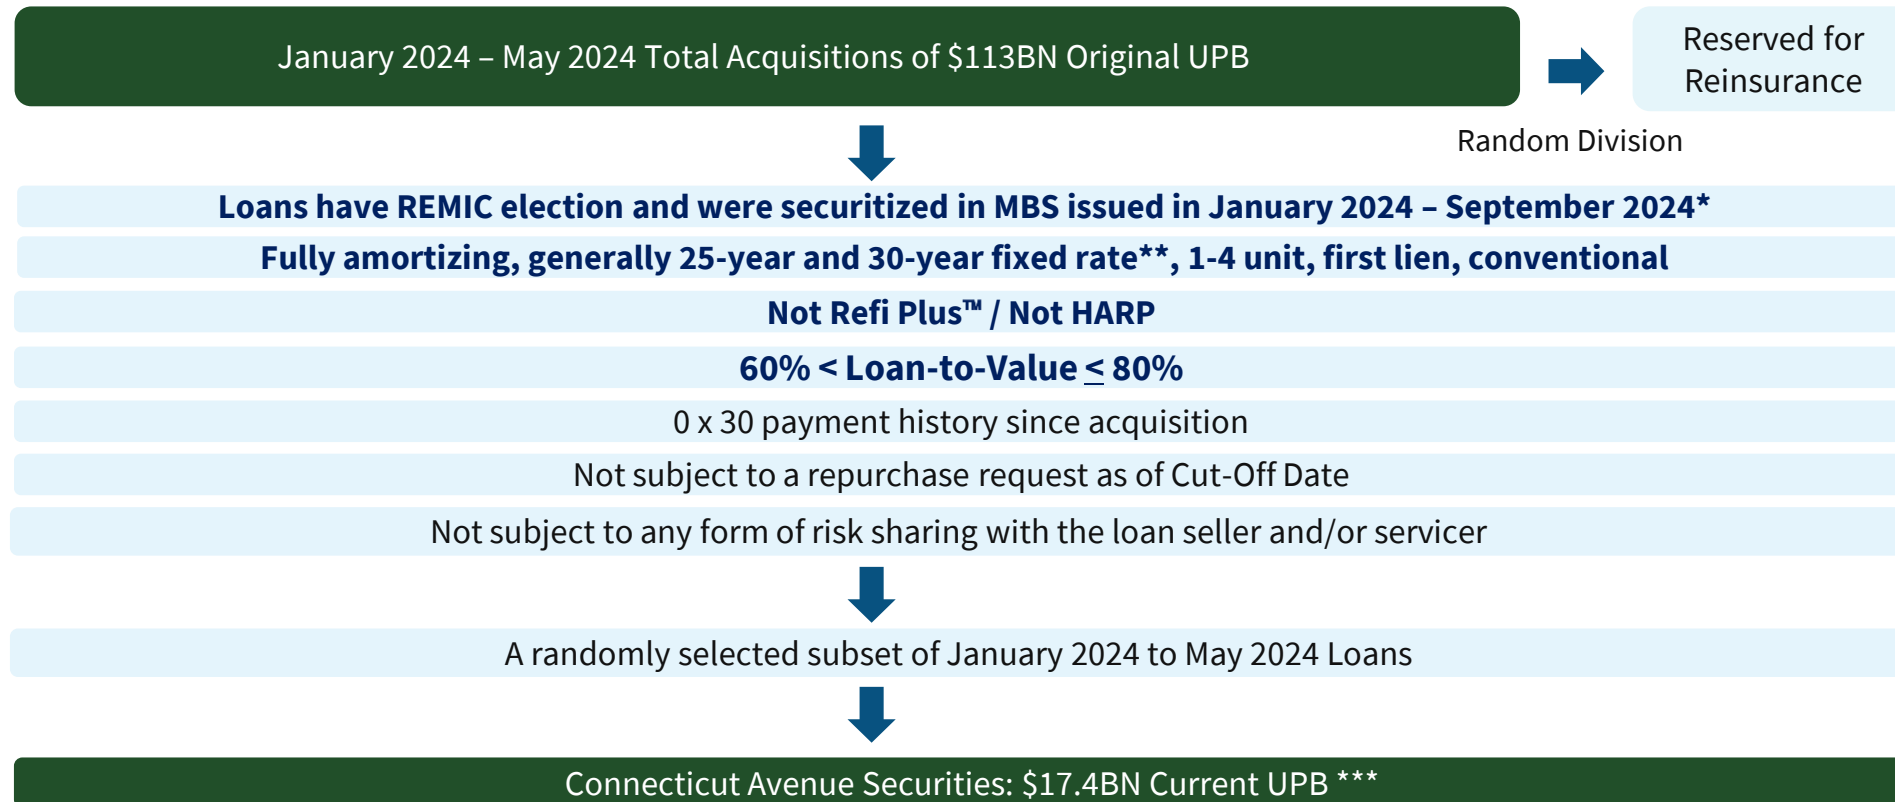 January 2024 – May 2024 Total Acquisitions of $113BN Original UPB
Reserved for
Reinsurance
Random Division
Loans have REMIC election and were securitized in MBS issued in January 2024 – September 2024*
Fully amortizing, generally 25-year and 30-year fixed rate**, 1-4 unit, first lien, conventional
Not Refi Plus™ / Not HARP
60% < Loan-to-Value ≤ 80%
0 x 30 payment history since acquisition
Not subject to a repurchase request as of Cut-Off Date
Not subject to any form of risk sharing with the loan seller and/or servicer
A randomly selected subset of January 2024 to May 2024 Loans
Connecticut Avenue Securities: $17.4BN Current UPB ***